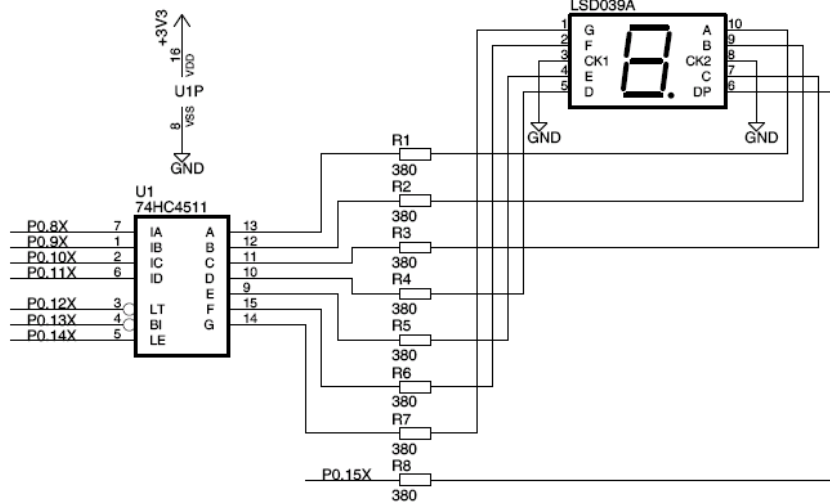 LSD039A
1 G A 10
2 F B 9
3 CK1 CK2 8
4 E C 7
5 D DP 6
GND GND
+3V3
16 VDD
U1P
8 VSS
GND
U1
74HC4511
P0.8X 7 IA A 13
P0.9X 1 IB B 12
P0.10X 2 IC C 11
P0.11X 6 ID D 10
E 9
P0.12X 3 LT F 15
P0.13X 4 BI G 14
P0.14X 5 LE
R1
380
R2
380
R3
380
R4
380
R5
380
R6
380
R7
380
P0.15X R8
380